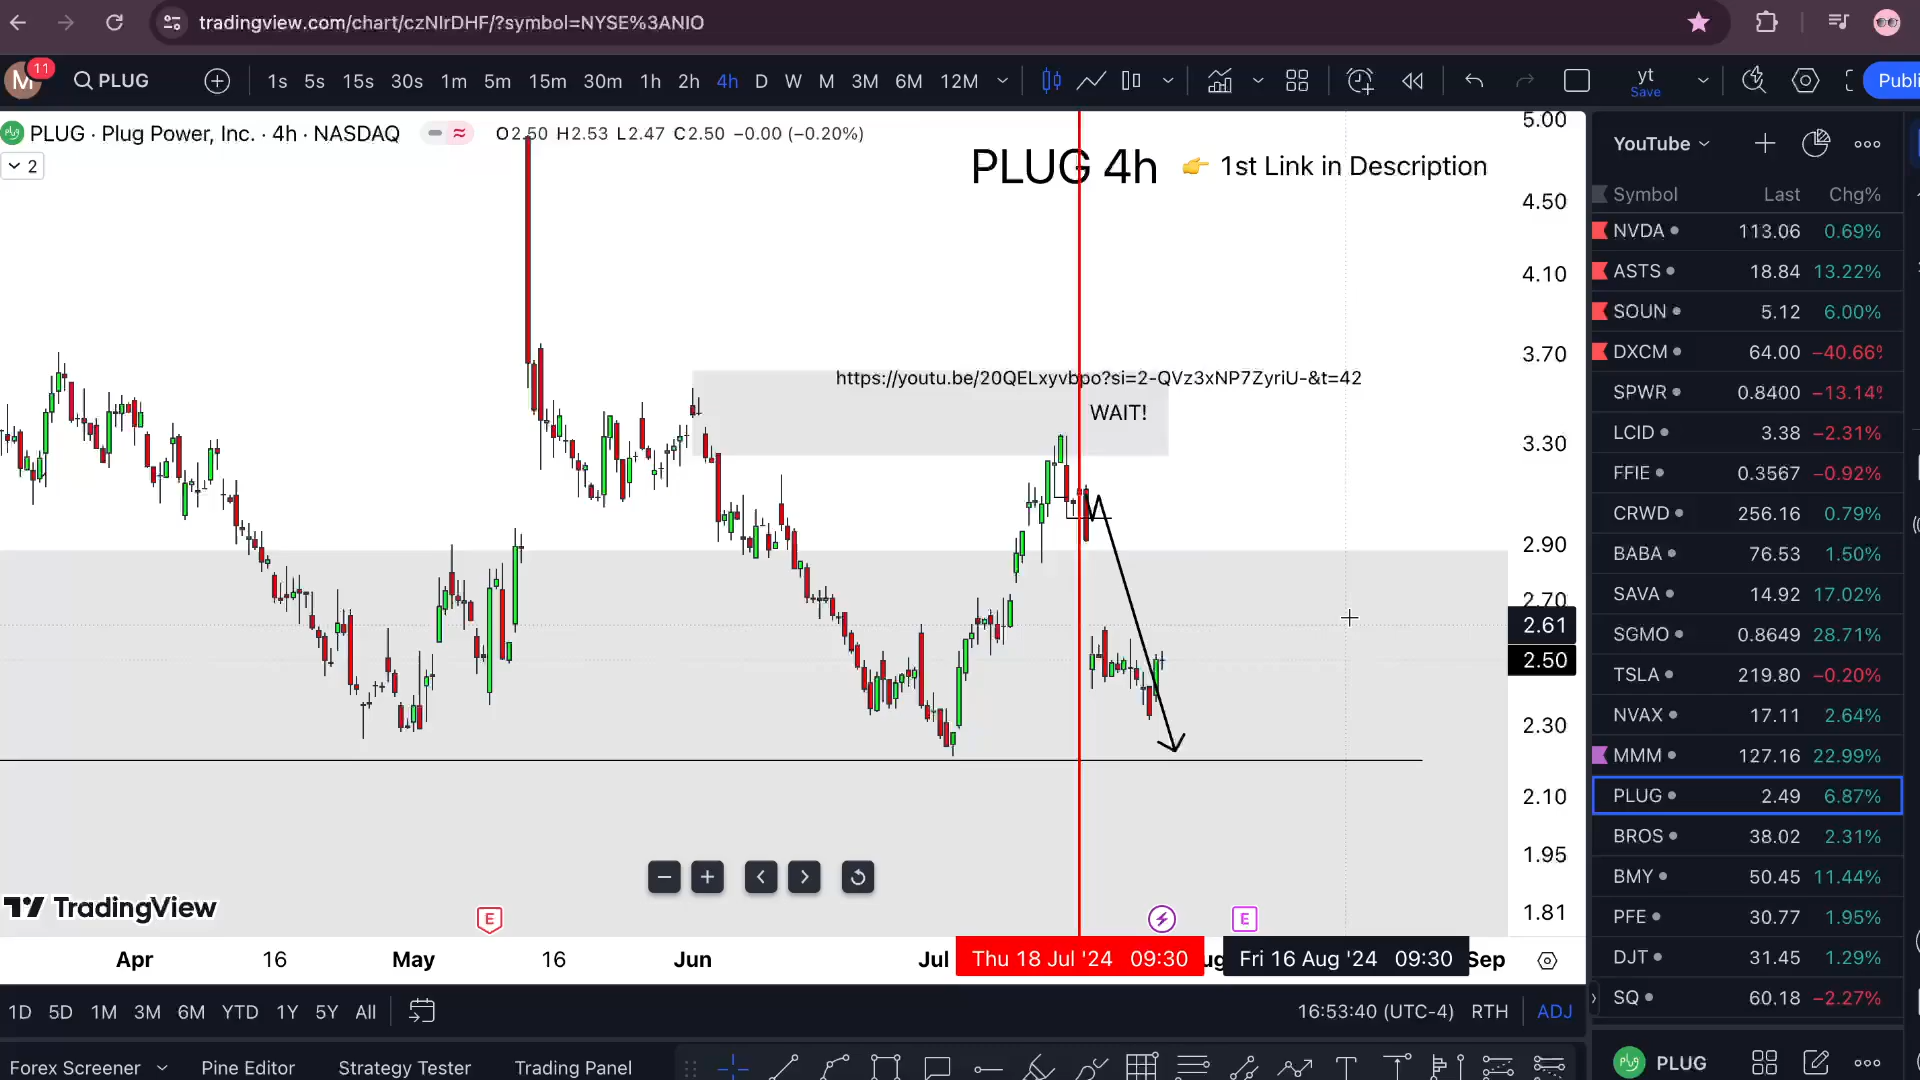 tradingview.com/chart/czNlrDHF/?symbol=NYSE%3ANIO
M 11 PLUG 1s 5s 15s 30s 1m 5m 15m 30m 1h 2h 4h D W M 3M 6M 12M yt Save Publi
PLUG · Plug Power, Inc. · 4h · NASDAQ O2.50 H2.53 L2.47 C2.50 −0.00 (−0.20%)
2
PLUG 4h 👉 1st Link in Description
https://youtu.be/20QELxyvbpo?si=2-QVz3xNP7ZyriU-&t=42
WAIT!
5.00
4.50
4.10
3.70
3.30
2.90
2.70
2.61
2.50
2.30
2.10
1.95
1.81
TradingView
E E
Apr 16 May 16 Jun Jul Thu 18 Jul '24 09:30 ug Fri 16 Aug '24 09:30 Sep
1D 5D 1M 3M 6M YTD 1Y 5Y All 16:53:40 (UTC-4) RTH ADJ
Forex Screener Pine Editor Strategy Tester Trading Panel
YouTube
Symbol Last Chg%
NVDA 113.06 0.69%
ASTS 18.84 13.22%
SOUN 5.12 6.00%
DXCM 64.00 −40.66%
SPWR 0.8400 −13.14%
LCID 3.38 −2.31%
FFIE 0.3567 −0.92%
CRWD 256.16 0.79%
BABA 76.53 1.50%
SAVA 14.92 17.02%
SGMO 0.8649 28.71%
TSLA 219.80 −0.20%
NVAX 17.11 2.64%
MMM 127.16 22.99%
PLUG 2.49 6.87%
BROS 38.02 2.31%
BMY 50.45 11.44%
PFE 30.77 1.95%
DJT 31.45 1.29%
SQ 60.18 −2.27%
PLUG